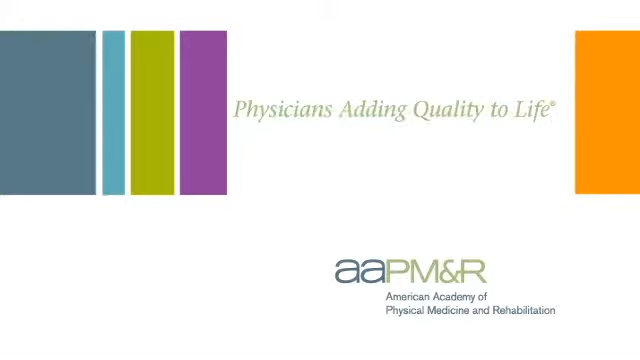 Physicians Adding Quality to Life®
aaPM&R
American Academy of
Physical Medicine and Rehabilitation